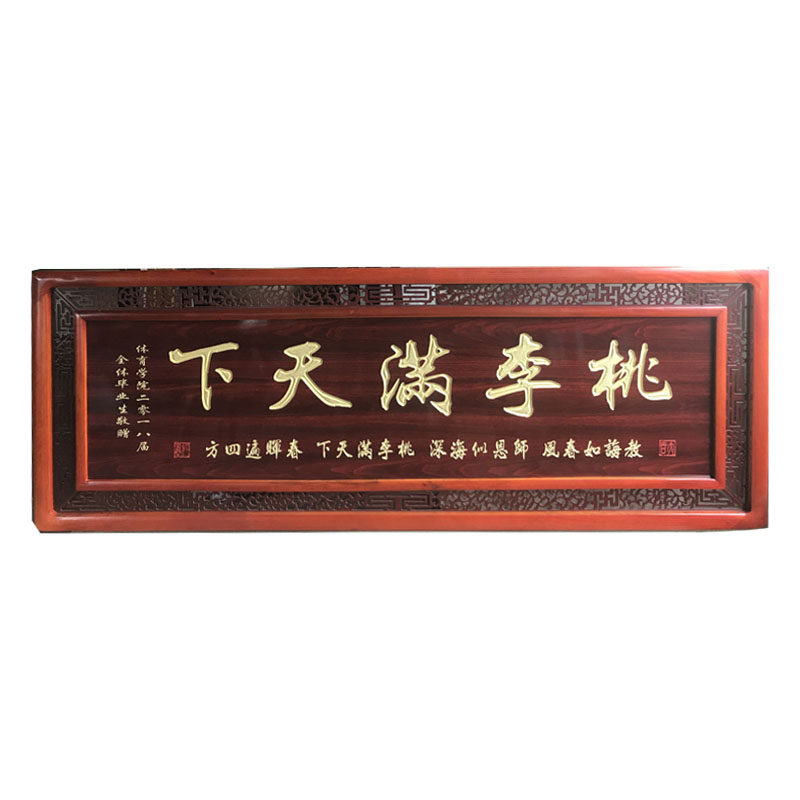 桃李滿天下
教誨如春風 師恩似海深 桃李滿天下 春暉遍四方
体育学院二零一八届
全体毕业生敬赠